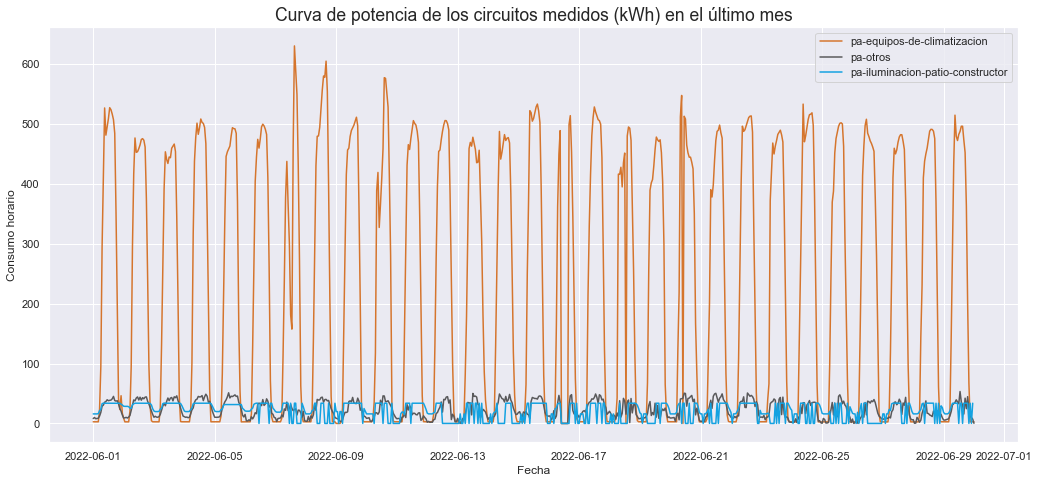 Curva de potencia de los circuitos medidos (kWh) en el último mes
pa-equipos-de-climatizacion
pa-otros
pa-iluminacion-patio-constructor
Consumo horario
600
500
400
300
200
100
0
2022-06-01 2022-06-05 2022-06-09 2022-06-13 2022-06-17 2022-06-21 2022-06-25 2022-06-29 2022-07-01
Fecha